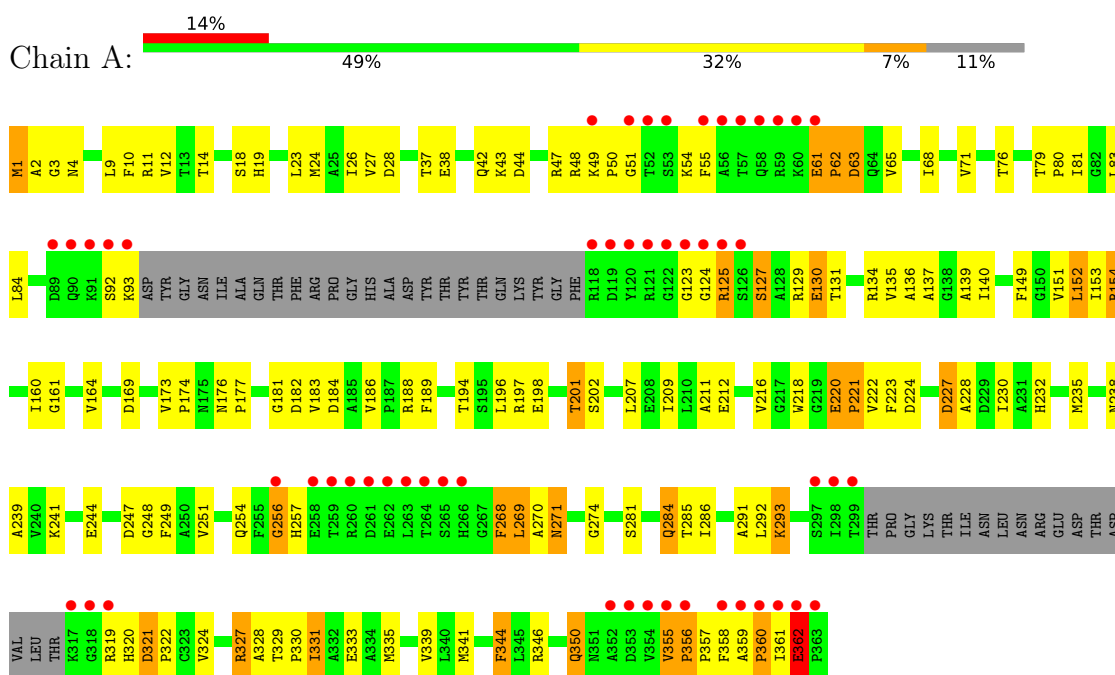 14%
Chain A:
49% 32% 7% 11%
M1 A2 G3 N4 L9 F10 R11 V12 T13 T14 S18 H19 L23 M24 A25 I26 V27 D28 T37 E38 Q42 K43 D44 R47 R48 K49 P50 G51 T52 S53 K54 F55 A56 T57 Q58 R59 K60 E61 P62 D63 Q64 V65 I68 V71 T76 T79 P80 I81 G82 L83
L84 D89 Q90 K91 S92 K93 ASP TYR GLY ASN ILE ALA GLN THR PHE ARG PRO GLY HIS ALA ASP TYR THR TYR THR GLN LYS TYR GLY PHE R118 D119 Y120 R121 G122 G123 G124 R125 S126 S127 A128 R129 E130 T131 R134 V135 A136 A137 G138 A139 I140 F149 G150 V151 L152 I153 R154
I160 G161 V164 D169 V173 P174 N175 N176 P177 G181 D182 V183 D184 A185 V186 P187 R188 F189 T194 S195 L196 R197 E198 T201 S202 L207 E208 I209 L210 A211 E212 V216 G217 W218 G219 E220 P221 V222 F223 D224 D227 A228 D229 I230 A231 H232 M235 N238
A239 V240 K241 E244 D247 G248 F249 A250 V251 Q254 F255 G256 H257 E258 T259 R260 D261 E262 L263 T264 S265 H266 G267 F268 L269 A270 N271 G274 S281 Q284 T285 I286 A291 L292 K293 S297 I298 T299 THR PRO GLY LYS THR ILE ASN LEU ASN ARG GLU ASP THR ASP
VAL LEU THR K317 G318 R319 H320 D321 P322 C323 V324 R327 A328 T329 P330 I331 A332 E333 A334 M335 V339 L340 M341 F344 L345 R346 Q350 N351 A352 D353 V354 V355 P356 P357 F358 A359 P360 I361 E362 P363